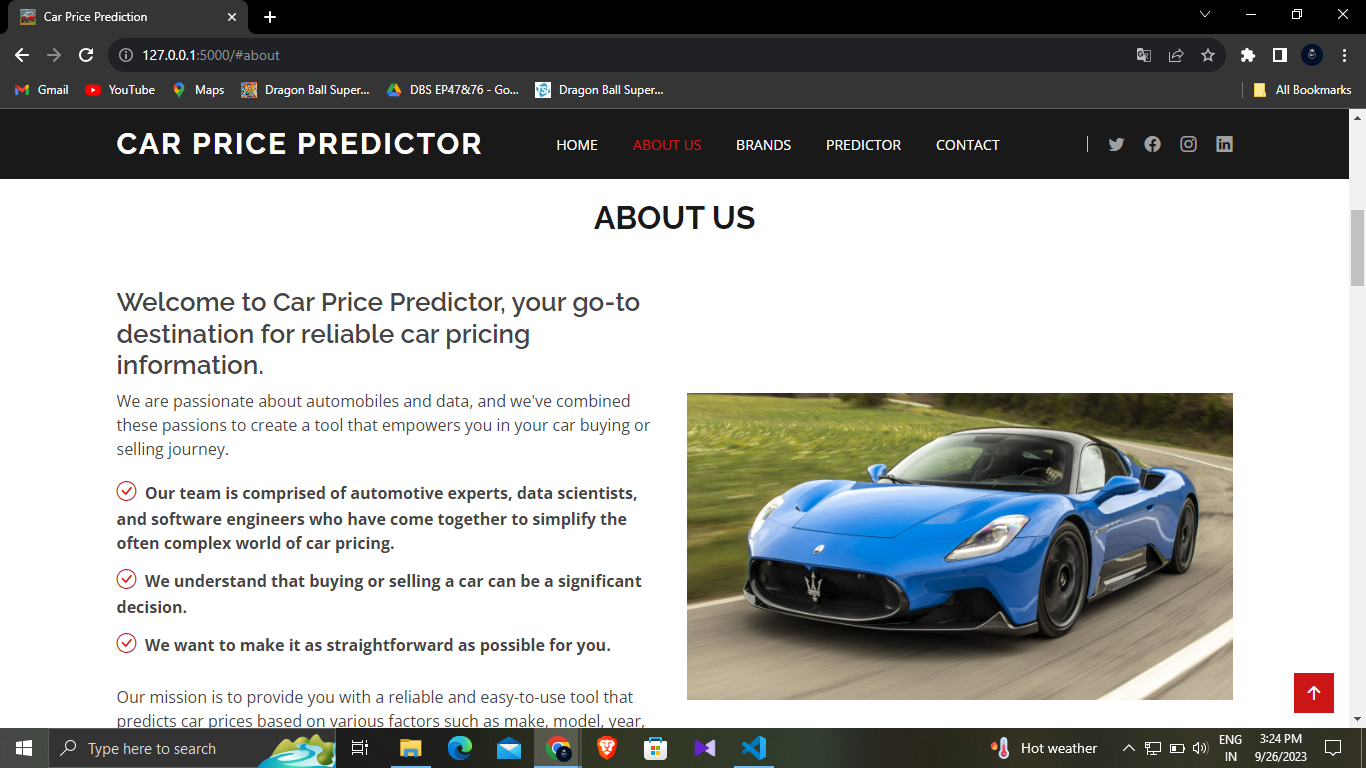 Car Price Prediction
127.0.0.1:5000/#about
Gmail
YouTube
Maps
Dragon Ball Super...
DBS EP47&76 - Go...
Dragon Ball Super...
All Bookmarks
CAR PRICE PREDICTOR
HOME
ABOUT US
BRANDS
PREDICTOR
CONTACT
ABOUT US
Welcome to Car Price Predictor, your go-to
destination for reliable car pricing
information.
We are passionate about automobiles and data, and we've combined
these passions to create a tool that empowers you in your car buying or
selling journey.
Our team is comprised of automotive experts, data scientists,
and software engineers who have come together to simplify the
often complex world of car pricing.
We understand that buying or selling a car can be a significant
decision.
We want to make it as straightforward as possible for you.
Our mission is to provide you with a reliable and easy-to-use tool that
predicts car prices based on various factors such as make, model, year,
Type here to search
Hot weather
ENG
IN
3:24 PM
9/26/2023